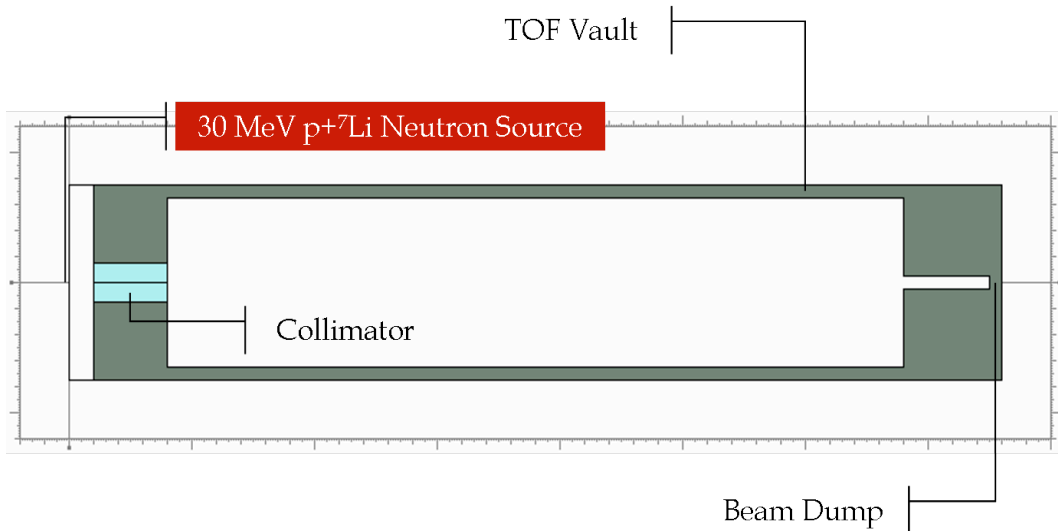 TOF Vault
30 MeV p+⁷Li Neutron Source
Collimator
Beam Dump